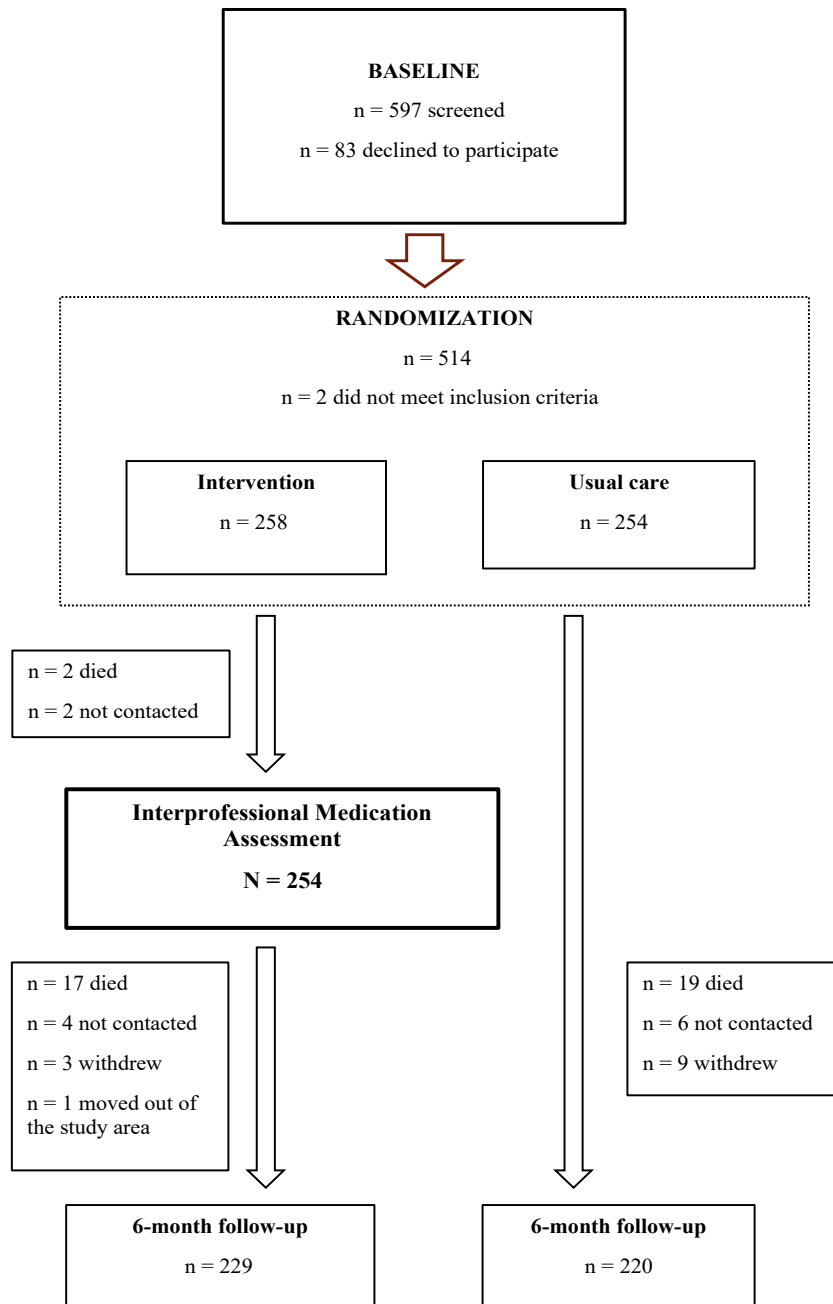 BASELINE
n = 597 screened
n = 83 declined to participate
RANDOMIZATION
n = 514
n = 2 did not meet inclusion criteria
Intervention
n = 258
Usual care
n = 254
n = 2 died
n = 2 not contacted
Interprofessional Medication
Assessment
N = 254
n = 17 died
n = 4 not contacted
n = 3 withdrew
n = 1 moved out of
the study area
n = 19 died
n = 6 not contacted
n = 9 withdrew
6-month follow-up
n = 229
6-month follow-up
n = 220